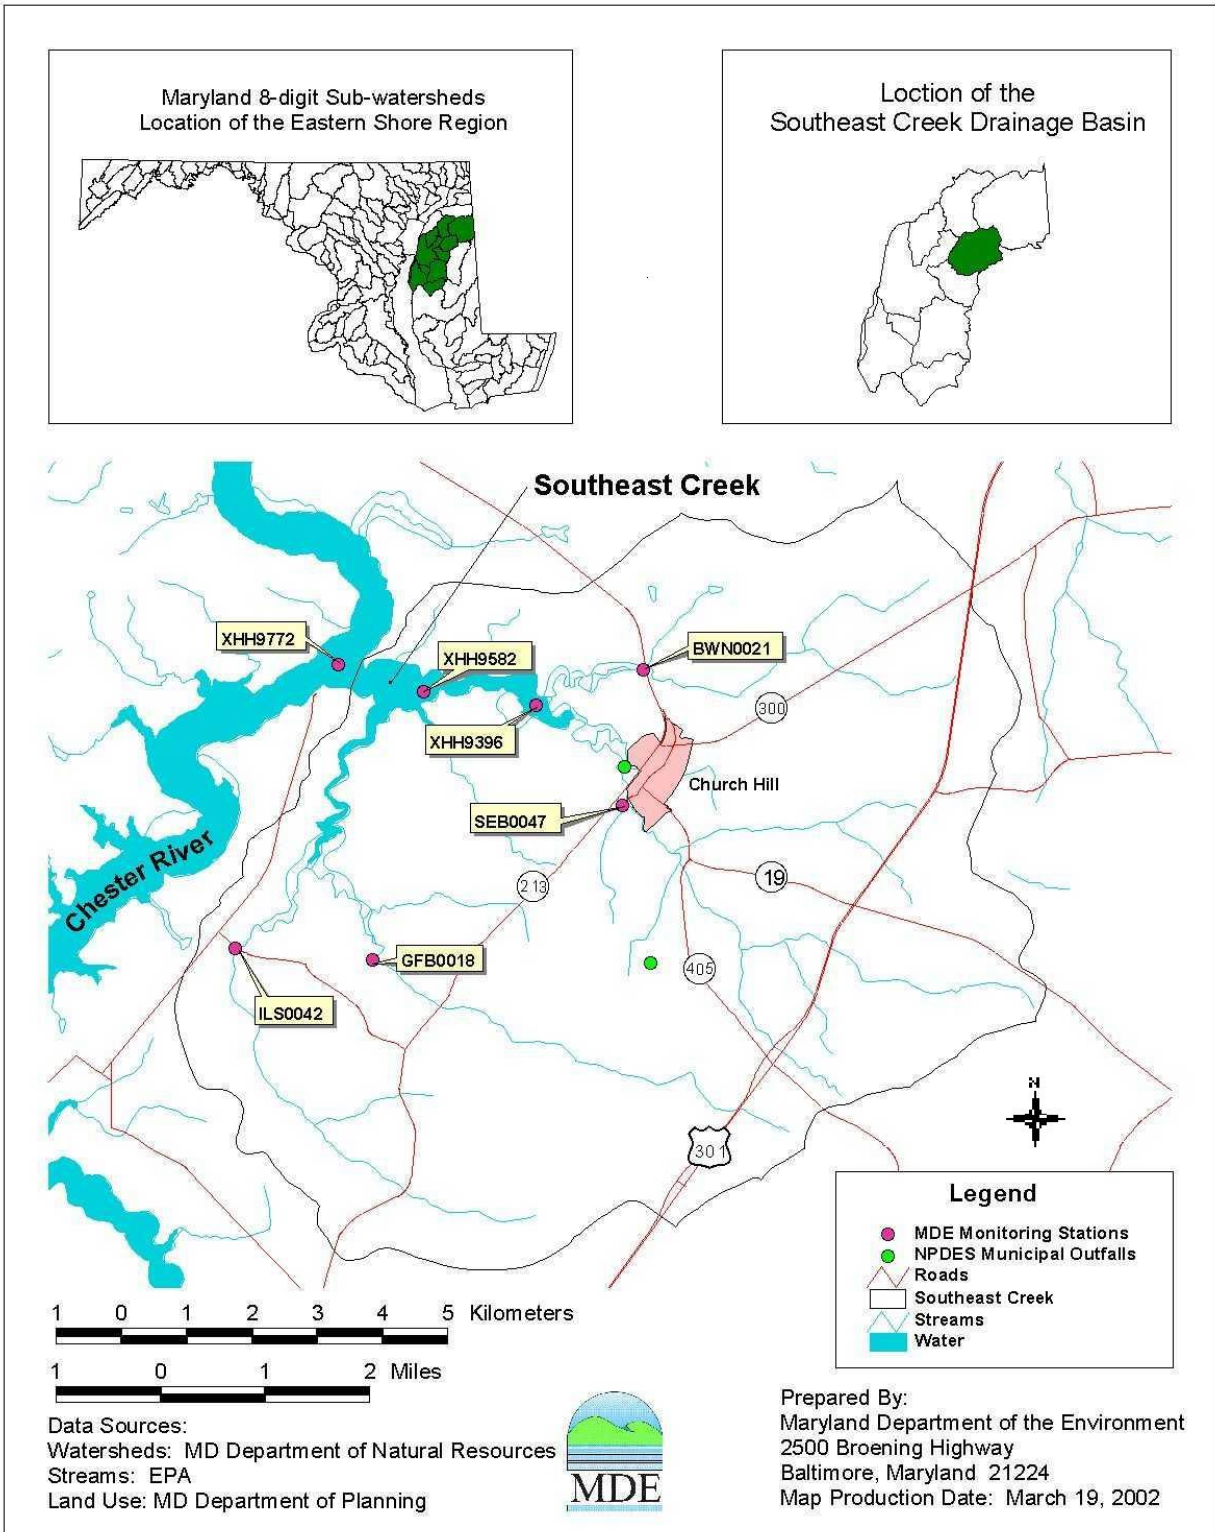 Maryland 8-digit Sub-watersheds
Location of the Eastern Shore Region
Loction of the
Southeast Creek Drainage Basin
Southeast Creek
XHH9772
XHH9582
BWN0021
XHH9396
300
Church Hill
SEB0047
Chester River
213
19
GFB0018
405
ILS0042
N
301
Legend
MDE Monitoring Stations
NPDES Municipal Outfalls
Roads
Southeast Creek
Streams
Water
1 0 1 2 3 4 5 Kilometers
1 0 1 2 Miles
Data Sources:
Watersheds: MD Department of Natural Resources
Streams: EPA
Land Use: MD Department of Planning
MDE
Prepared By:
Maryland Department of the Environment
2500 Broening Highway
Baltimore, Maryland 21224
Map Production Date: March 19, 2002